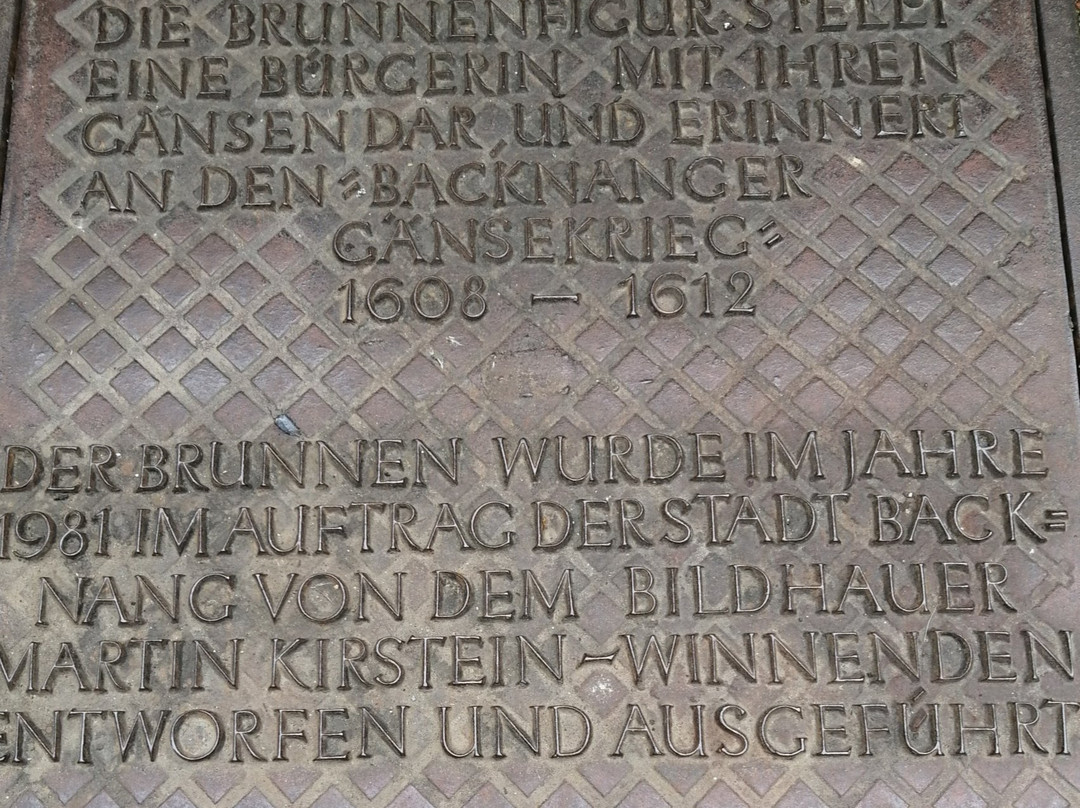 DIE BRUNNENFIGUR STELLT
EINE BÜRGERIN MIT IHREN
GÄNSEN DAR UND ERINNERT
AN DEN "BACKNANGER
GÄNSEKRIEG"
1608 – 1612
DER BRUNNEN WURDE IM JAHRE
1981 IM AUFTRAG DER STADT BACK=
NANG VON DEM BILDHAUER
MARTIN KIRSTEIN-WINNENDEN
ENTWORFEN UND AUSGEFÜHRT